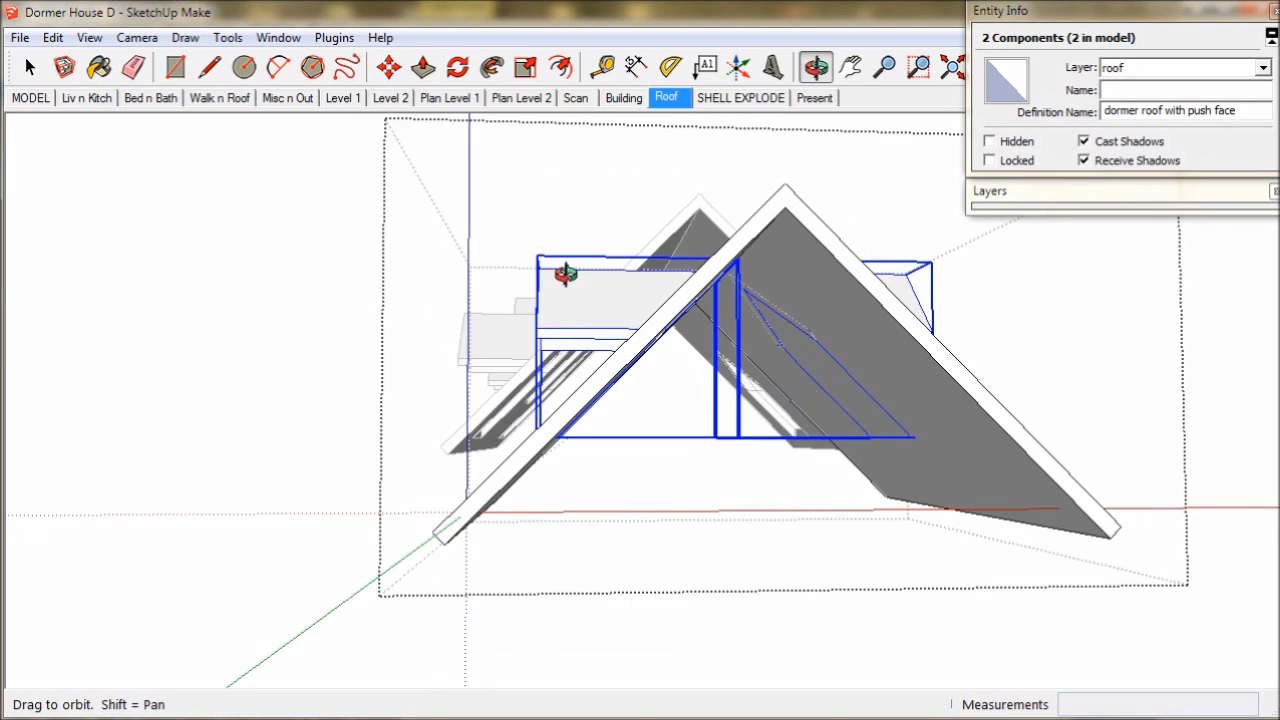 Dormer House D - SketchUp Make
File Edit View Camera Draw Tools Window Plugins Help
A1
MODEL Liv n Kitch Bed n Bath Walk n Roof Misc n Out Level 1 Level 2 Plan Level 1 Plan Level 2 Scan Building Roof SHELL EXPLODE Present
Entity Info
2 Components (2 in model)
Layer: roof
Name:
Definition Name: dormer roof with push face
Hidden Cast Shadows
Locked Receive Shadows
Layers
Drag to orbit. Shift = Pan
Measurements